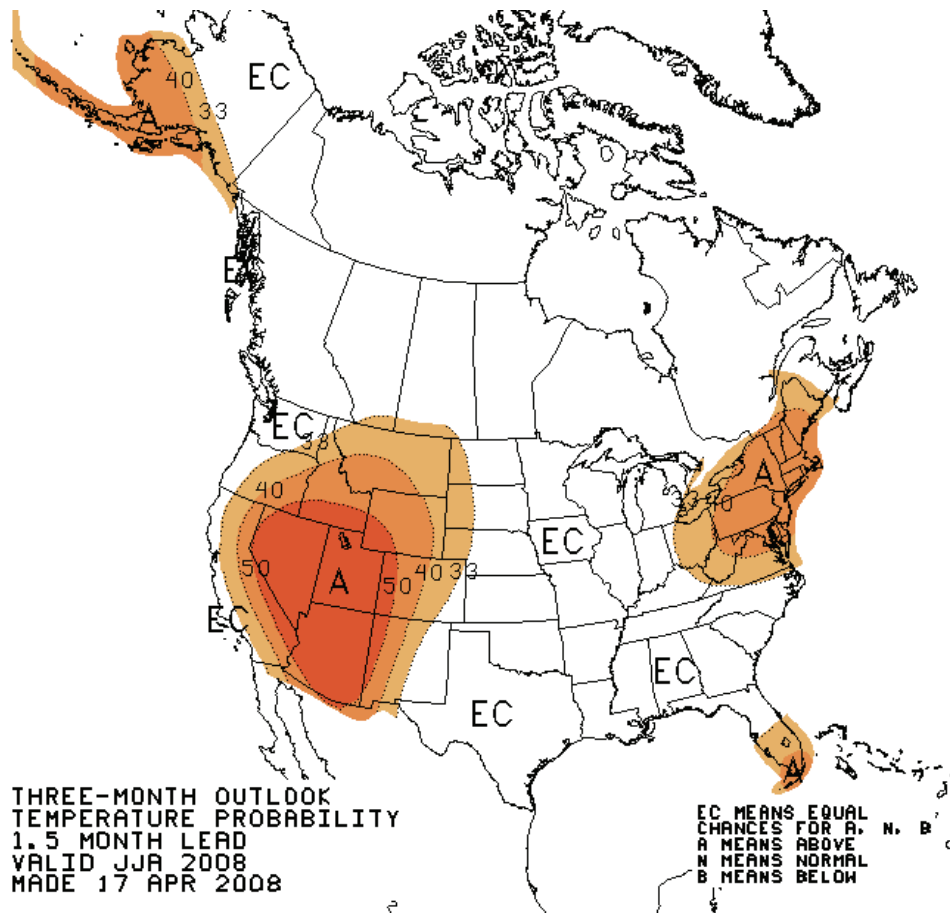 40
EC
A
33
E
EC
33
40
A
33 40
50
EC
A
50 40 33
EC
EC
EC
A
THREE-MONTH OUTLOOK
TEMPERATURE PROBABILITY
1.5 MONTH LEAD
VALID JJA 2008
MADE 17 APR 2008
EC MEANS EQUAL
CHANCES FOR A, N, B
A MEANS ABOVE
N MEANS NORMAL
B MEANS BELOW